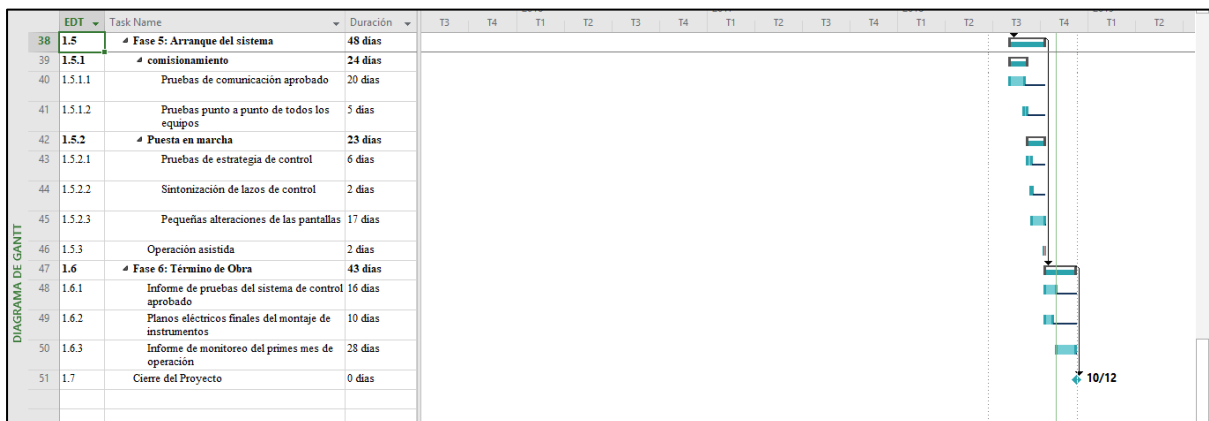 EDT Task Name Duración T3 T4 T1 T2 T3 T4 T1 T2 T3 T4 T1 T2 T3 T4 T1 T2
38 1.5 Fase 5: Arranque del sistema 48 días
39 1.5.1 comisionamiento 24 días
40 1.5.1.1 Pruebas de comunicación aprobado 20 días
41 1.5.1.2 Pruebas punto a punto de todos los 5 días
equipos
42 1.5.2 Puesta en marcha 23 días
43 1.5.2.1 Pruebas de estrategia de control 6 días
44 1.5.2.2 Sintonización de lazos de control 2 días
45 1.5.2.3 Pequeñas alteraciones de las pantallas 17 días
46 1.5.3 Operación asistida 2 días
47 1.6 Fase 6: Término de Obra 43 días
48 1.6.1 Informe de pruebas del sistema de control 16 días
aprobado
49 1.6.2 Planos eléctricos finales del montaje de 10 días
instrumentos
50 1.6.3 Informe de monitoreo del primes mes de 28 días
operación
51 1.7 Cierre del Proyecto 0 días 10/12
DIAGRAMA DE GANTT